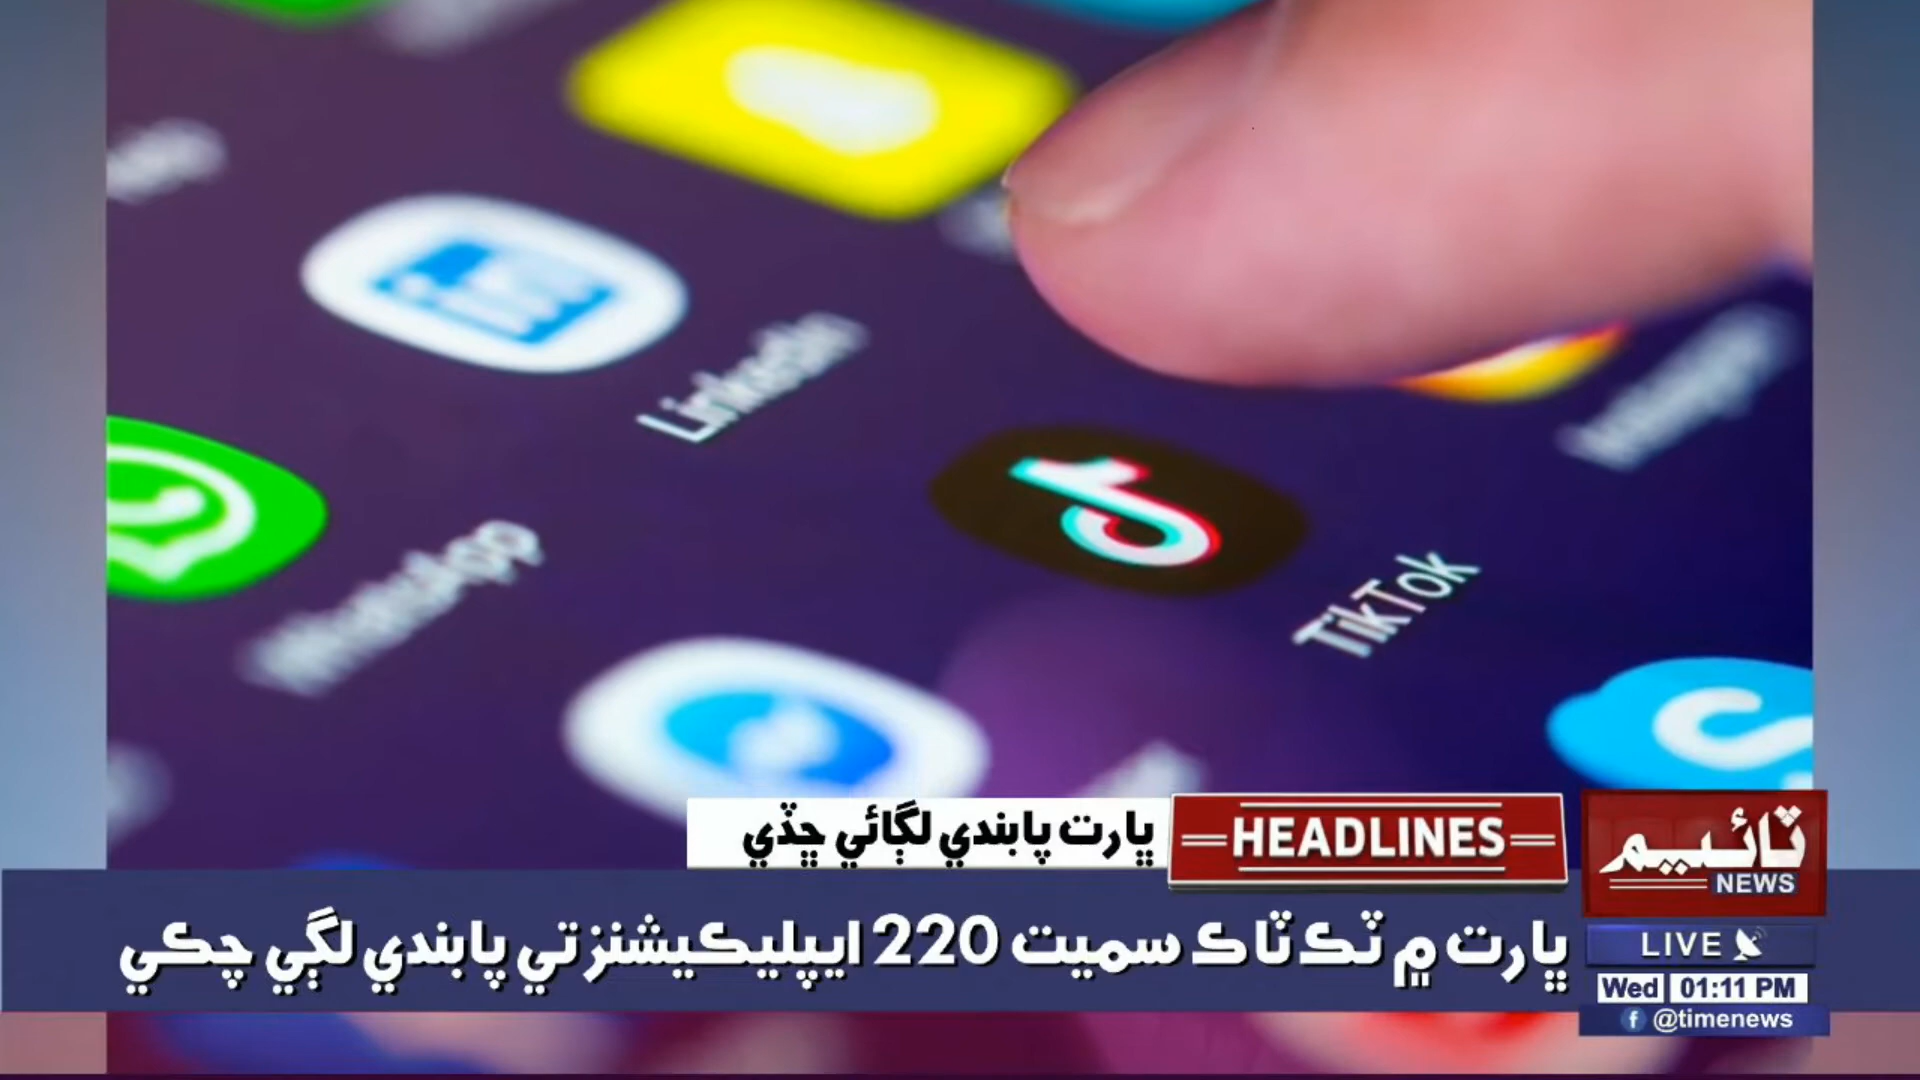 LinkedIn
WhatsApp
TikTok
ڀارت پابندي لڳائي ڇڏي
HEADLINES
ٽائيم
NEWS
ڀارت ۾ ٽڪ ٽاڪ سميت 220 ايپليڪيشنز تي پابندي لڳي چڪي
LIVE
Wed 01:11 PM
@timenews